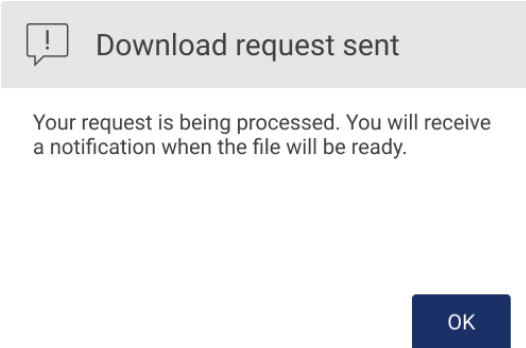 Download request sent
Your request is being processed. You will receive
a notification when the file will be ready.
OK